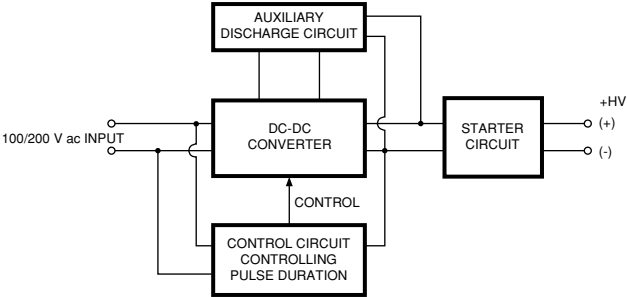 AUXILIARY
DISCHARGE CIRCUIT
100/200 V ac INPUT
DC-DC
CONVERTER
STARTER
CIRCUIT
+HV
(+)
(-)
CONTROL
CONTROL CIRCUIT
CONTROLLING
PULSE DURATION